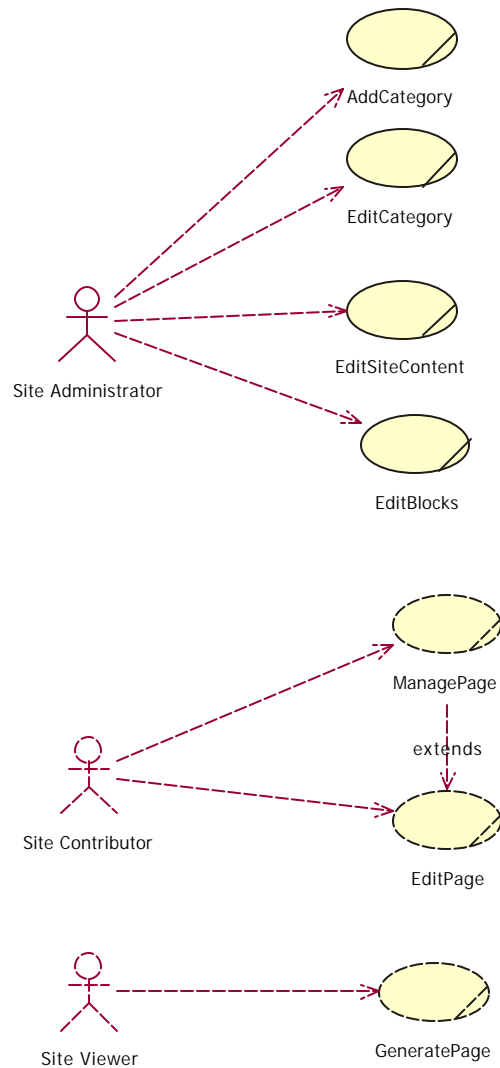 AddCategory
EditCategory
EditSiteContent
Site Administrator
EditBlocks
ManagePage
extends
Site Contributor
EditPage
GeneratePage
Site Viewer